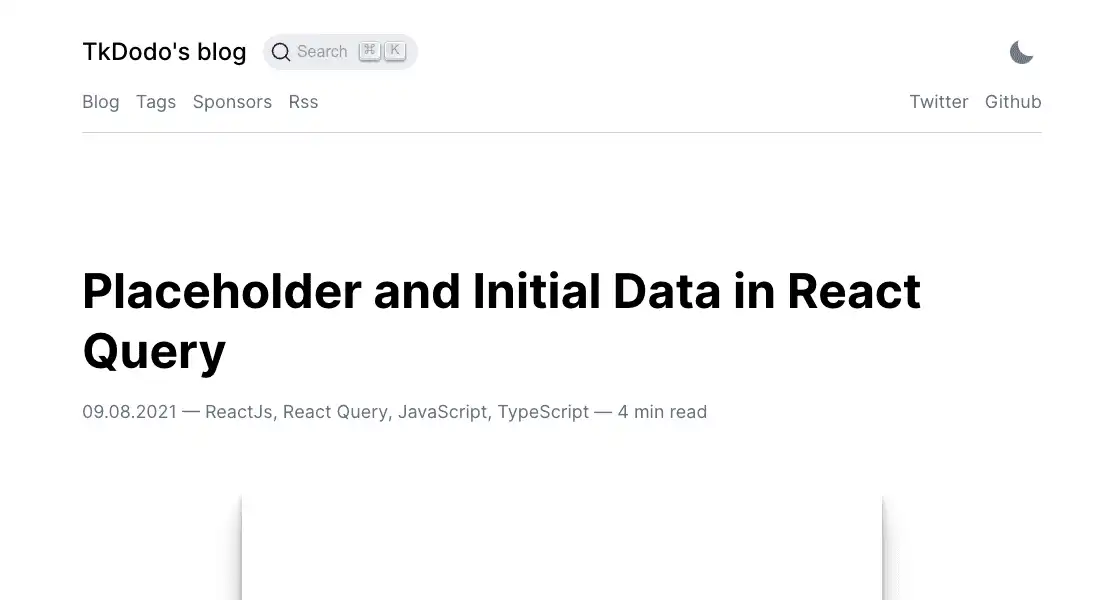 TkDodo's blog Search ⌘ K
Blog Tags Sponsors Rss Twitter Github
Placeholder and Initial Data in React
Query
09.08.2021 — ReactJs, React Query, JavaScript, TypeScript — 4 min read